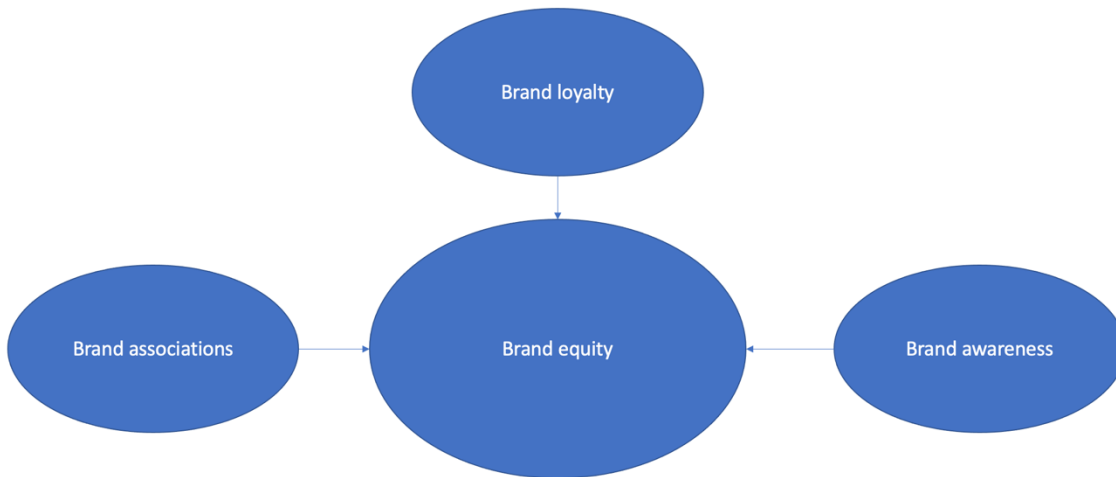 Brand loyalty
Brand associations
Brand equity
Brand awareness